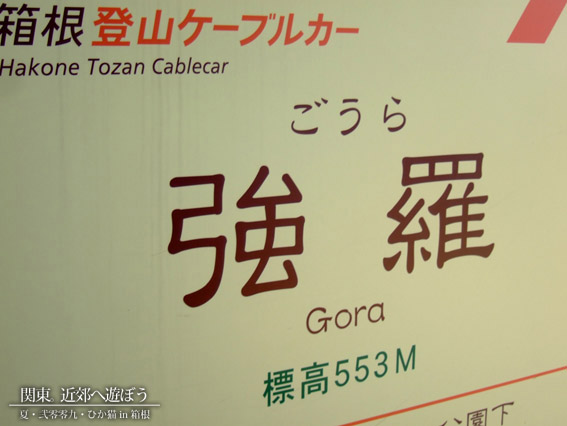 箱根登山ケーブルカー
Hakone Tozan Cablecar
ごうら
強羅
Gora
標高553M
園下
関東 近郊へ遊ぼう
夏・弐零零九・ひか猫 in 箱根